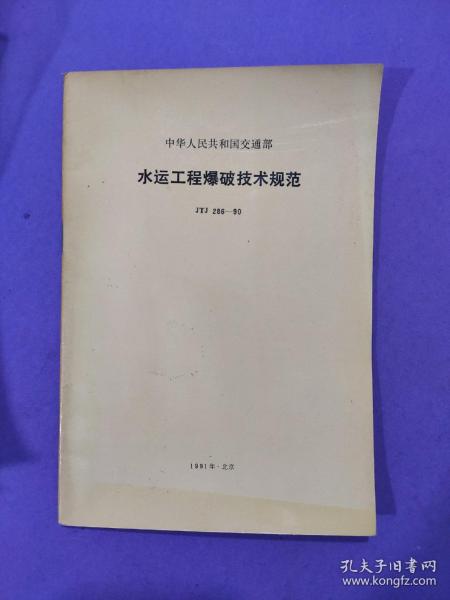 中华人民共和国交通部
水运工程爆破技术规范
JTJ 286—90
1991年·北京
孔夫子旧书网
www.kongfz.com